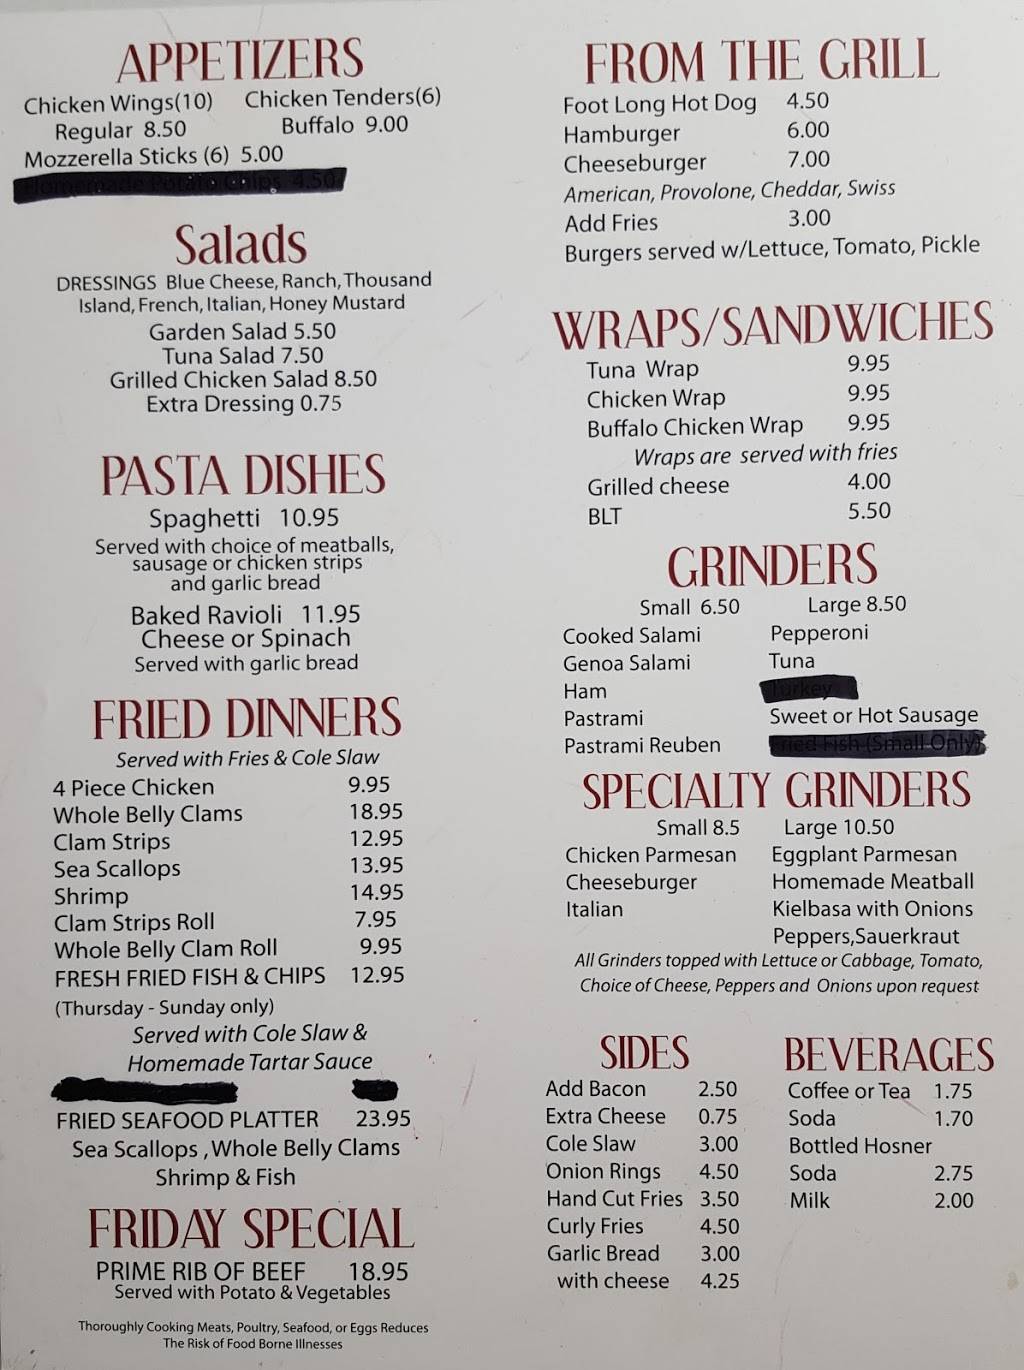 APPETIZERS
Chicken Wings(10) Chicken Tenders(6)
Regular 8.50 Buffalo 9.00
Mozzerella Sticks (6) 5.00
Homemade Potato Chips 4.50
Salads
DRESSINGS Blue Cheese, Ranch, Thousand
Island, French, Italian, Honey Mustard
Garden Salad 5.50
Tuna Salad 7.50
Grilled Chicken Salad 8.50
Extra Dressing 0.75
PASTA DISHES
Spaghetti 10.95
Served with choice of meatballs,
sausage or chicken strips
and garlic bread
Baked Ravioli 11.95
Cheese or Spinach
Served with garlic bread
FRIED DINNERS
Served with Fries & Cole Slaw
4 Piece Chicken 9.95
Whole Belly Clams 18.95
Clam Strips 12.95
Sea Scallops 13.95
Shrimp 14.95
Clam Strips Roll 7.95
Whole Belly Clam Roll 9.95
FRESH FRIED FISH & CHIPS 12.95
(Thursday - Sunday only)
Served with Cole Slaw &
Homemade Tartar Sauce
FRIED SEAFOOD PLATTER 23.95
Sea Scallops , Whole Belly Clams
Shrimp & Fish
FRIDAY SPECIAL
PRIME RIB OF BEEF 18.95
Served with Potato & Vegetables
Thoroughly Cooking Meats, Poultry, Seafood, or Eggs Reduces
The Risk of Food Borne Illnesses
FROM THE GRILL
Foot Long Hot Dog 4.50
Hamburger 6.00
Cheeseburger 7.00
American, Provolone, Cheddar, Swiss
Add Fries 3.00
Burgers served w/Lettuce, Tomato, Pickle
WRAPS/SANDWICHES
Tuna Wrap 9.95
Chicken Wrap 9.95
Buffalo Chicken Wrap 9.95
Wraps are served with fries
Grilled cheese 4.00
BLT 5.50
GRINDERS
Small 6.50 Large 8.50
Cooked Salami Pepperoni
Genoa Salami Tuna
Ham Turkey
Pastrami Sweet or Hot Sausage
Pastrami Reuben Fried Fish (Small Only)
SPECIALTY GRINDERS
Small 8.5 Large 10.50
Chicken Parmesan Eggplant Parmesan
Cheeseburger Homemade Meatball
Italian Kielbasa with Onions
Peppers,Sauerkraut
All Grinders topped with Lettuce or Cabbage, Tomato,
Choice of Cheese, Peppers and Onions upon request
SIDES
Add Bacon 2.50
Extra Cheese 0.75
Cole Slaw 3.00
Onion Rings 4.50
Hand Cut Fries 3.50
Curly Fries 4.50
Garlic Bread 3.00
with cheese 4.25
BEVERAGES
Coffee or Tea 1.75
Soda 1.70
Bottled Hosner
Soda 2.75
Milk 2.00